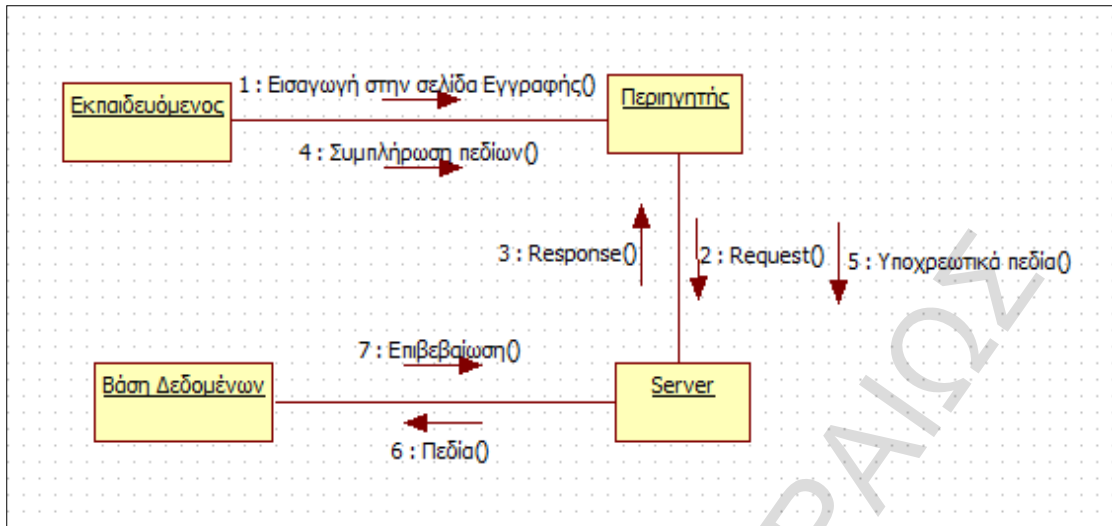 1 : Εισαγωγή στην σελίδα Εγγραφής()
Εκπαιδευόμενος
Περιηγητής
4 : Συμπλήρωση πεδίων()
3 : Response()
2 : Request()
5 : Υποχρεωτικά πεδία()
7 : Επιβεβαίωση()
Βάση Δεδομένων
Server
6 : Πεδία()
ΡΑΙΩΣ